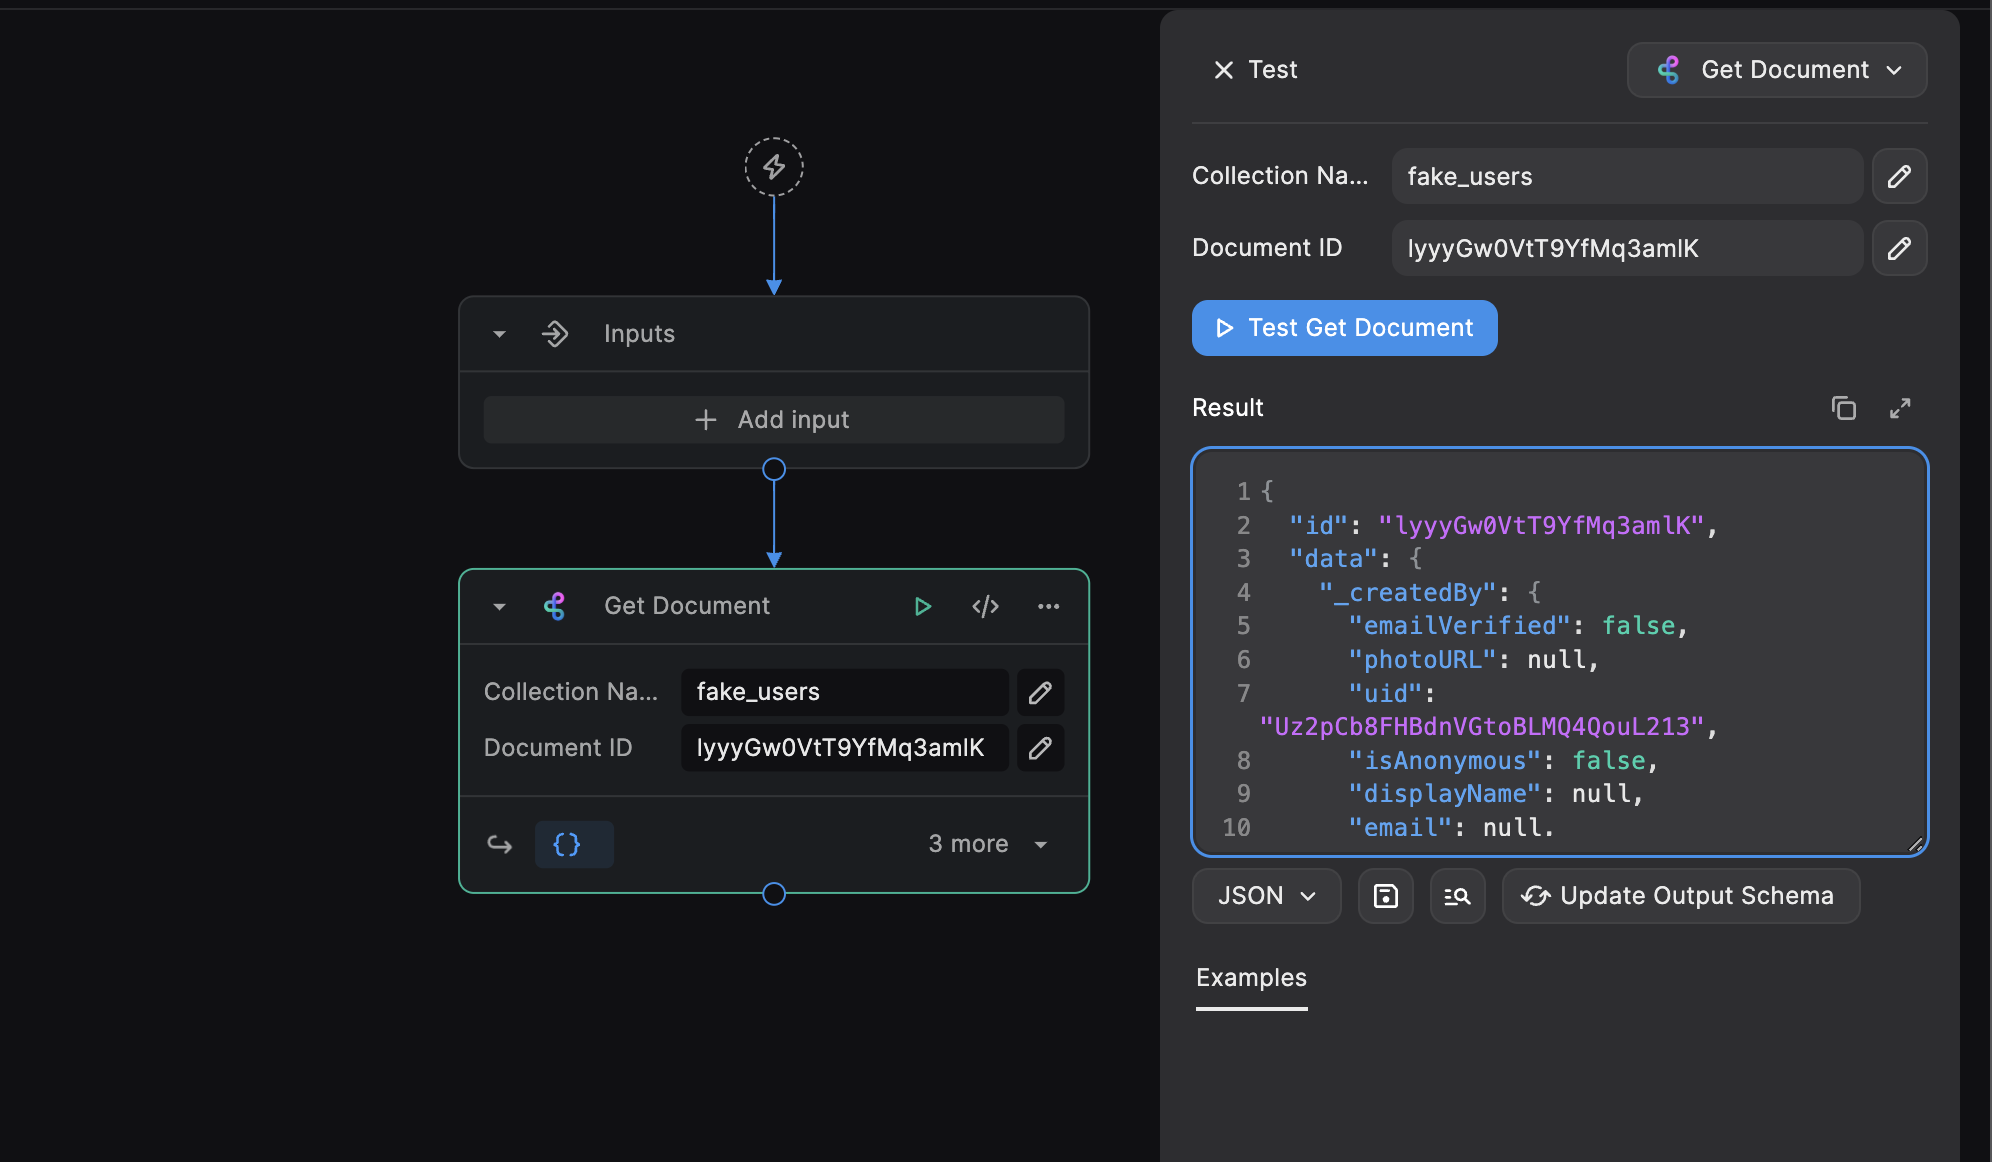 Inputs
Add input
Get Document
Collection Na...
fake_users
Document ID
lyyyGw0VtT9YfMq3amlK
{}
3 more
Test
Get Document
Collection Na...
fake_users
Document ID
lyyyGw0VtT9YfMq3amlK
Test Get Document
Result
1 {
2 "id": "lyyyGw0VtT9YfMq3amlK",
3 "data": {
4 "_createdBy": {
5 "emailVerified": false,
6 "photoURL": null,
7 "uid":
"Uz2pCb8FHBdnVGtoBLMQ4QouL213",
8 "isAnonymous": false,
9 "displayName": null,
10 "email": null.
JSON
Update Output Schema
Examples